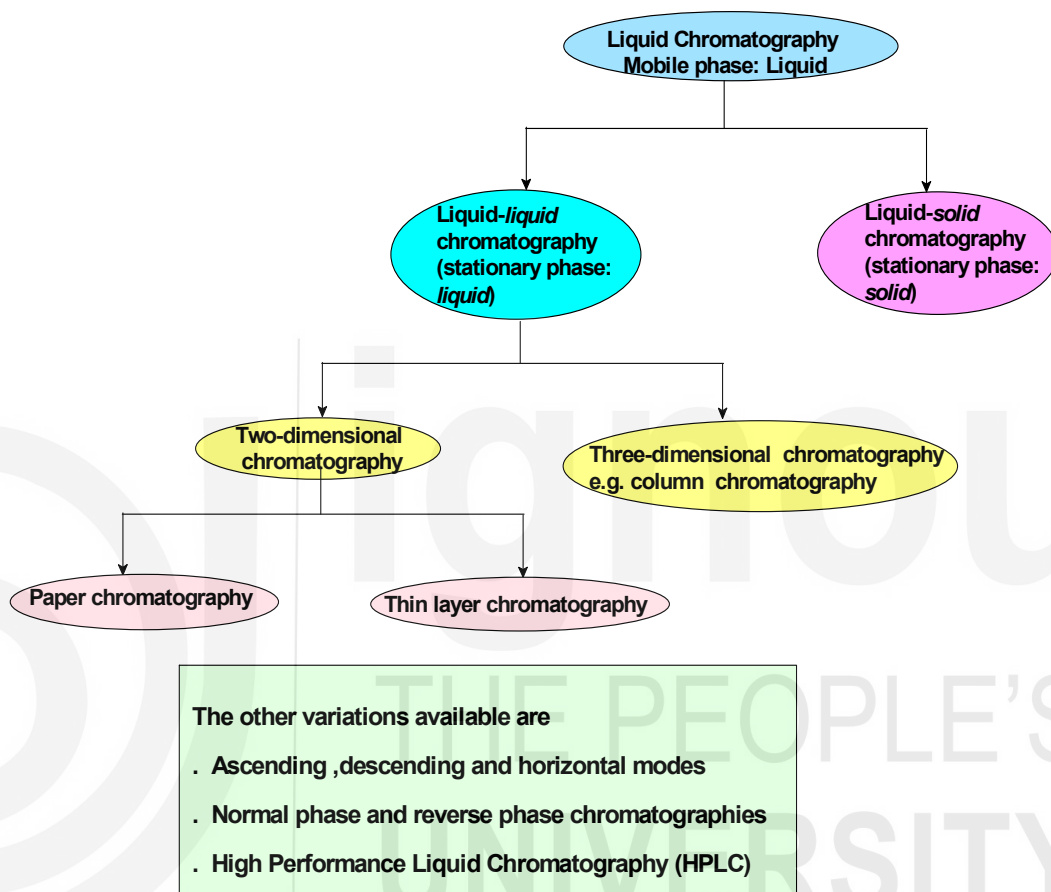 Liquid Chromatography
Mobile phase: Liquid
Liquid-liquid
chromatography
(stationary phase:
liquid)
Liquid-solid
chromatography
(stationary phase:
solid)
Two-dimensional
chromatography
Three-dimensional chromatography
e.g. column chromatography
Paper chromatography
Thin layer chromatography
The other variations available are
. Ascending ,descending and horizontal modes
. Normal phase and reverse phase chromatographies
. High Performance Liquid Chromatography (HPLC)
ignou
THE PEOPLE'S
UNIVERSITY